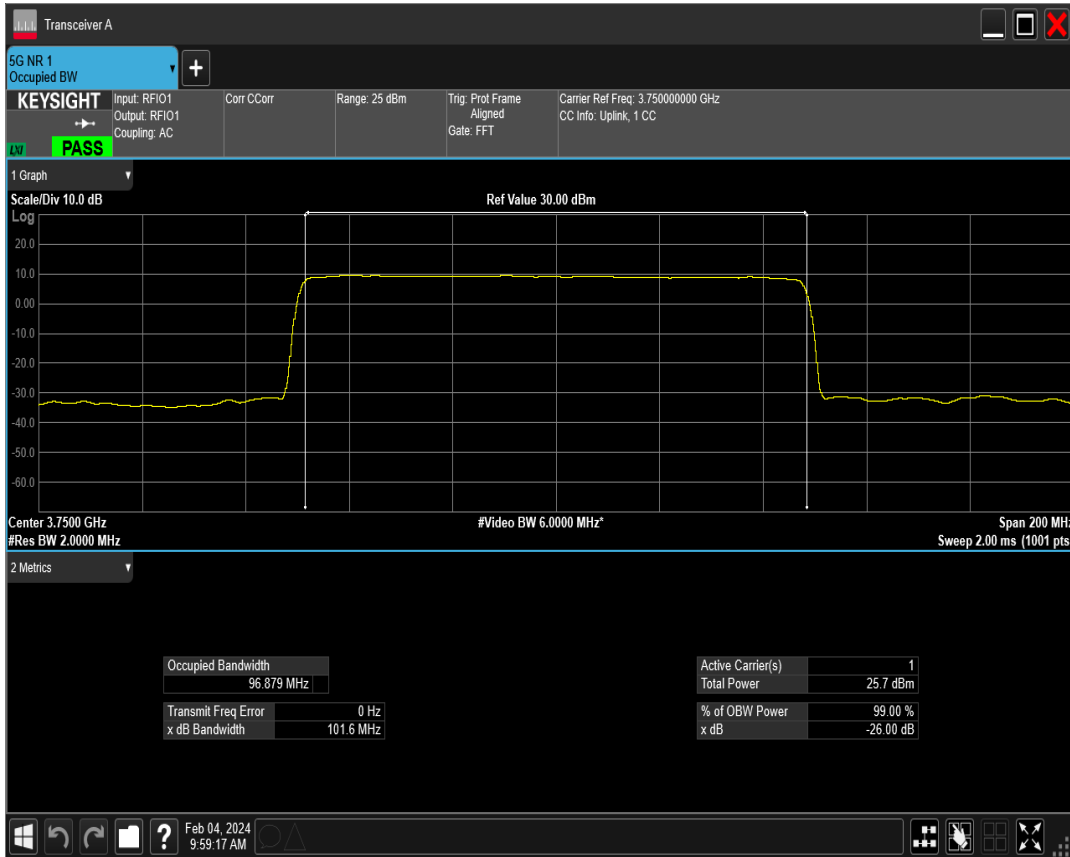 Transceiver A
5G NR 1
Occupied BW
KEYSIGHT
LXI
PASS
Input: RFIO1
Output: RFIO1
Coupling: AC
Corr CCorr
Range: 25 dBm
Trig: Prot Frame
Aligned
Gate: FFT
Carrier Ref Freq: 3.750000000 GHz
CC Info: Uplink, 1 CC
1 Graph
Scale/Div 10.0 dB
Ref Value 30.00 dBm
Log
20.0
10.0
0.00
-10.0
-20.0
-30.0
-40.0
-50.0
-60.0
Center 3.7500 GHz
#Video BW 6.0000 MHz*
Span 200 MHz
#Res BW 2.0000 MHz
Sweep 2.00 ms (1001 pts
2 Metrics
Occupied Bandwidth
96.879 MHz
Transmit Freq Error 0 Hz
x dB Bandwidth 101.6 MHz
Active Carrier(s) 1
Total Power 25.7 dBm
% of OBW Power 99.00 %
x dB -26.00 dB
?
Feb 04, 2024
9:59:17 AM